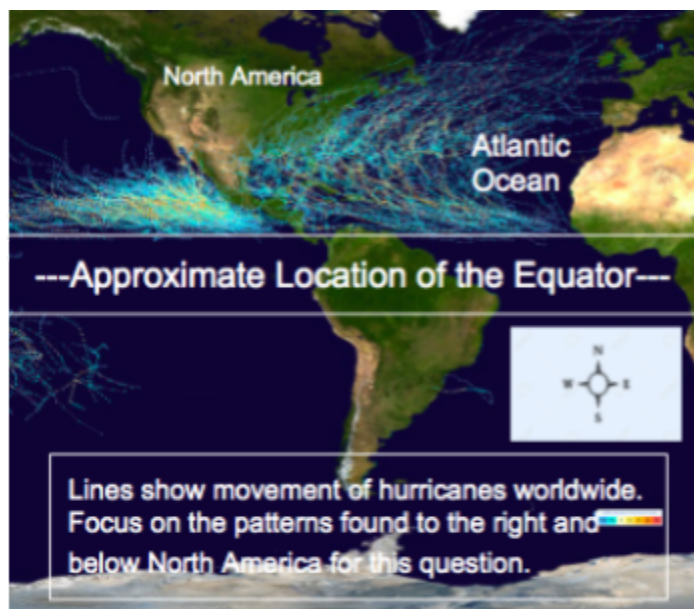 North America
Atlantic
Ocean
---Approximate Location of the Equator---
N
W E
S
Lines show movement of hurricanes worldwide.
Focus on the patterns found to the right and
below North America for this question.